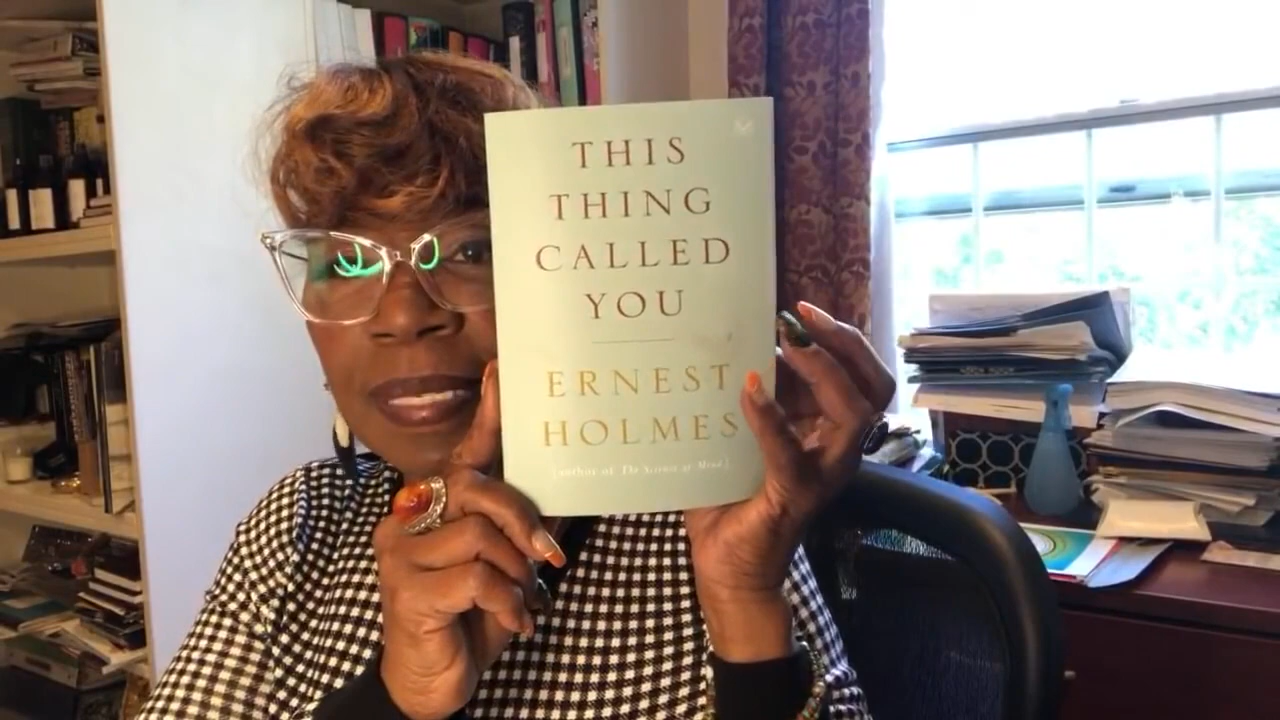 THIS
THING
CALLED
YOU
ERNEST
HOLMES
[author of The Science of Mind]